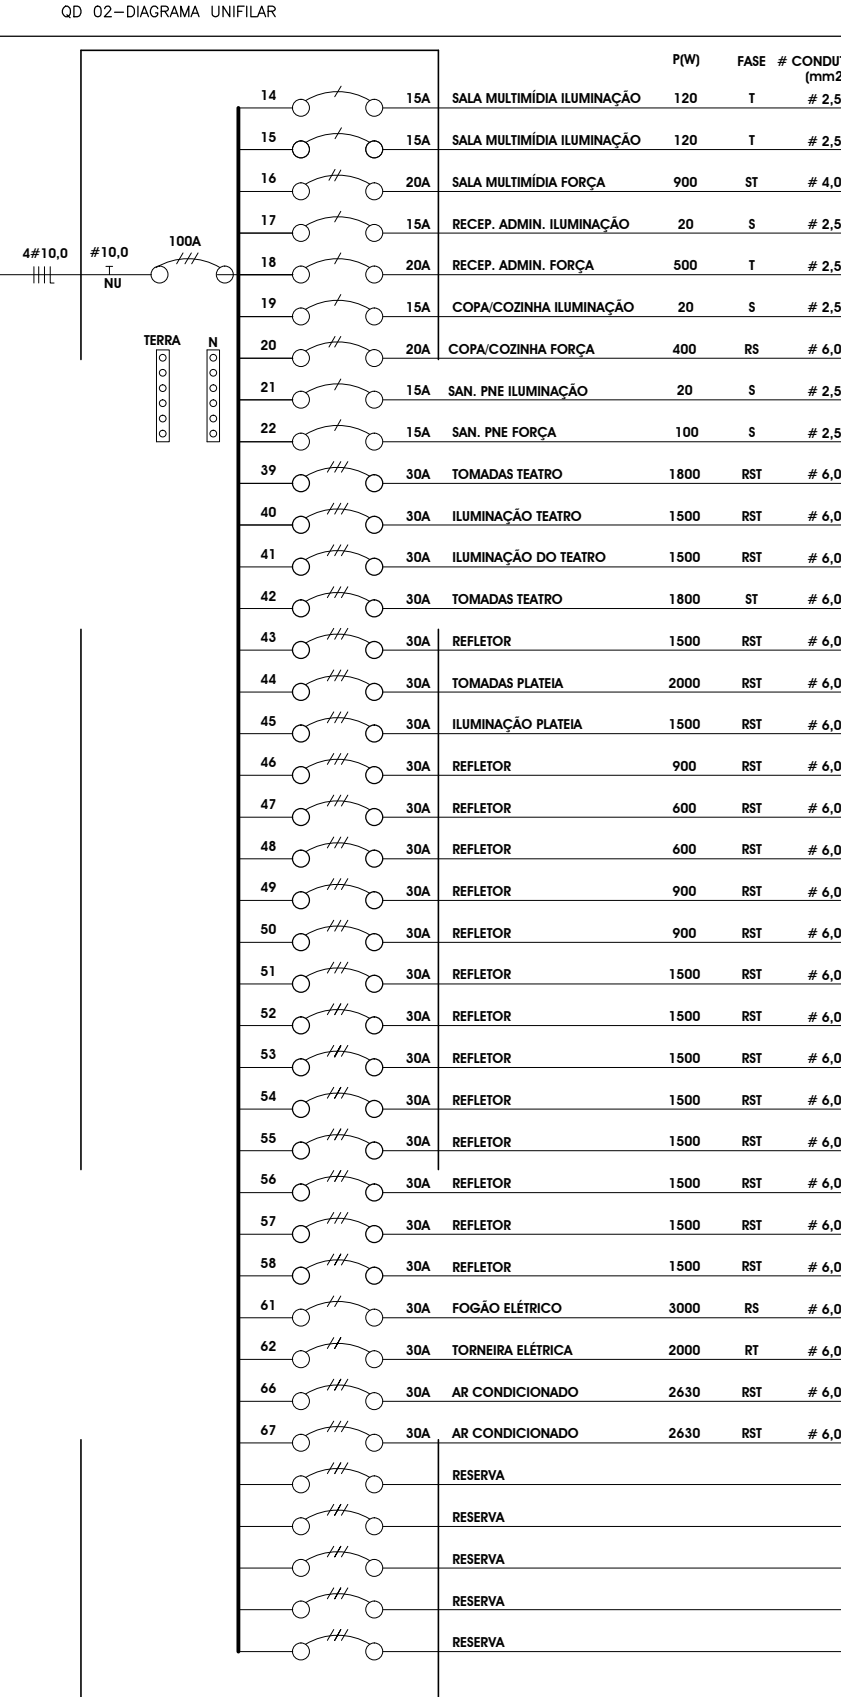 QD 02-DIAGRAMA UNIFILAR
P(W) FASE # CONDU
(mm2
14 15A SALA MULTIMÍDIA ILUMINAÇÃO 120 T # 2,5
15 15A SALA MULTIMÍDIA ILUMINAÇÃO 120 T # 2,5
16 20A SALA MULTIMÍDIA FORÇA 900 ST # 4,0
17 15A RECEP. ADMIN. ILUMINAÇÃO 20 S # 2,5
4#10,0 #10,0 100A
NU
18 20A RECEP. ADMIN. FORÇA 500 T # 2,5
19 15A COPA/COZINHA ILUMINAÇÃO 20 S # 2,5
TERRA N
20 20A COPA/COZINHA FORÇA 400 RS # 6,0
21 15A SAN. PNE ILUMINAÇÃO 20 S # 2,5
22 15A SAN. PNE FORÇA 100 S # 2,5
39 30A TOMADAS TEATRO 1800 RST # 6,0
40 30A ILUMINAÇÃO TEATRO 1500 RST # 6,0
41 30A ILUMINAÇÃO DO TEATRO 1500 RST # 6,0
42 30A TOMADAS TEATRO 1800 ST # 6,0
43 30A REFLETOR 1500 RST # 6,0
44 30A TOMADAS PLATEIA 2000 RST # 6,0
45 30A ILUMINAÇÃO PLATEIA 1500 RST # 6,0
46 30A REFLETOR 900 RST # 6,0
47 30A REFLETOR 600 RST # 6,0
48 30A REFLETOR 600 RST # 6,0
49 30A REFLETOR 900 RST # 6,0
50 30A REFLETOR 900 RST # 6,0
51 30A REFLETOR 1500 RST # 6,0
52 30A REFLETOR 1500 RST # 6,0
53 30A REFLETOR 1500 RST # 6,0
54 30A REFLETOR 1500 RST # 6,0
55 30A REFLETOR 1500 RST # 6,0
56 30A REFLETOR 1500 RST # 6,0
57 30A REFLETOR 1500 RST # 6,0
58 30A REFLETOR 1500 RST # 6,0
61 30A FOGÃO ELÉTRICO 3000 RS # 6,0
62 30A TORNEIRA ELÉTRICA 2000 RT # 6,0
66 30A AR CONDICIONADO 2630 RST # 6,0
67 30A AR CONDICIONADO 2630 RST # 6,0
RESERVA
RESERVA
RESERVA
RESERVA
RESERVA